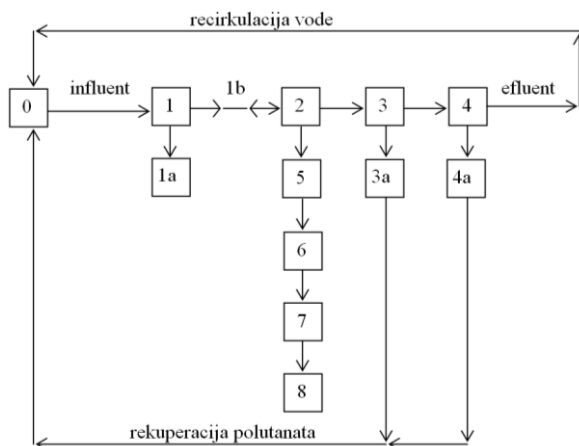 recirkulacija vode
influent
1b
efluent
0
1
2
3
4
1a
5
3a
4a
6
7
8
rekuperacija polutanata